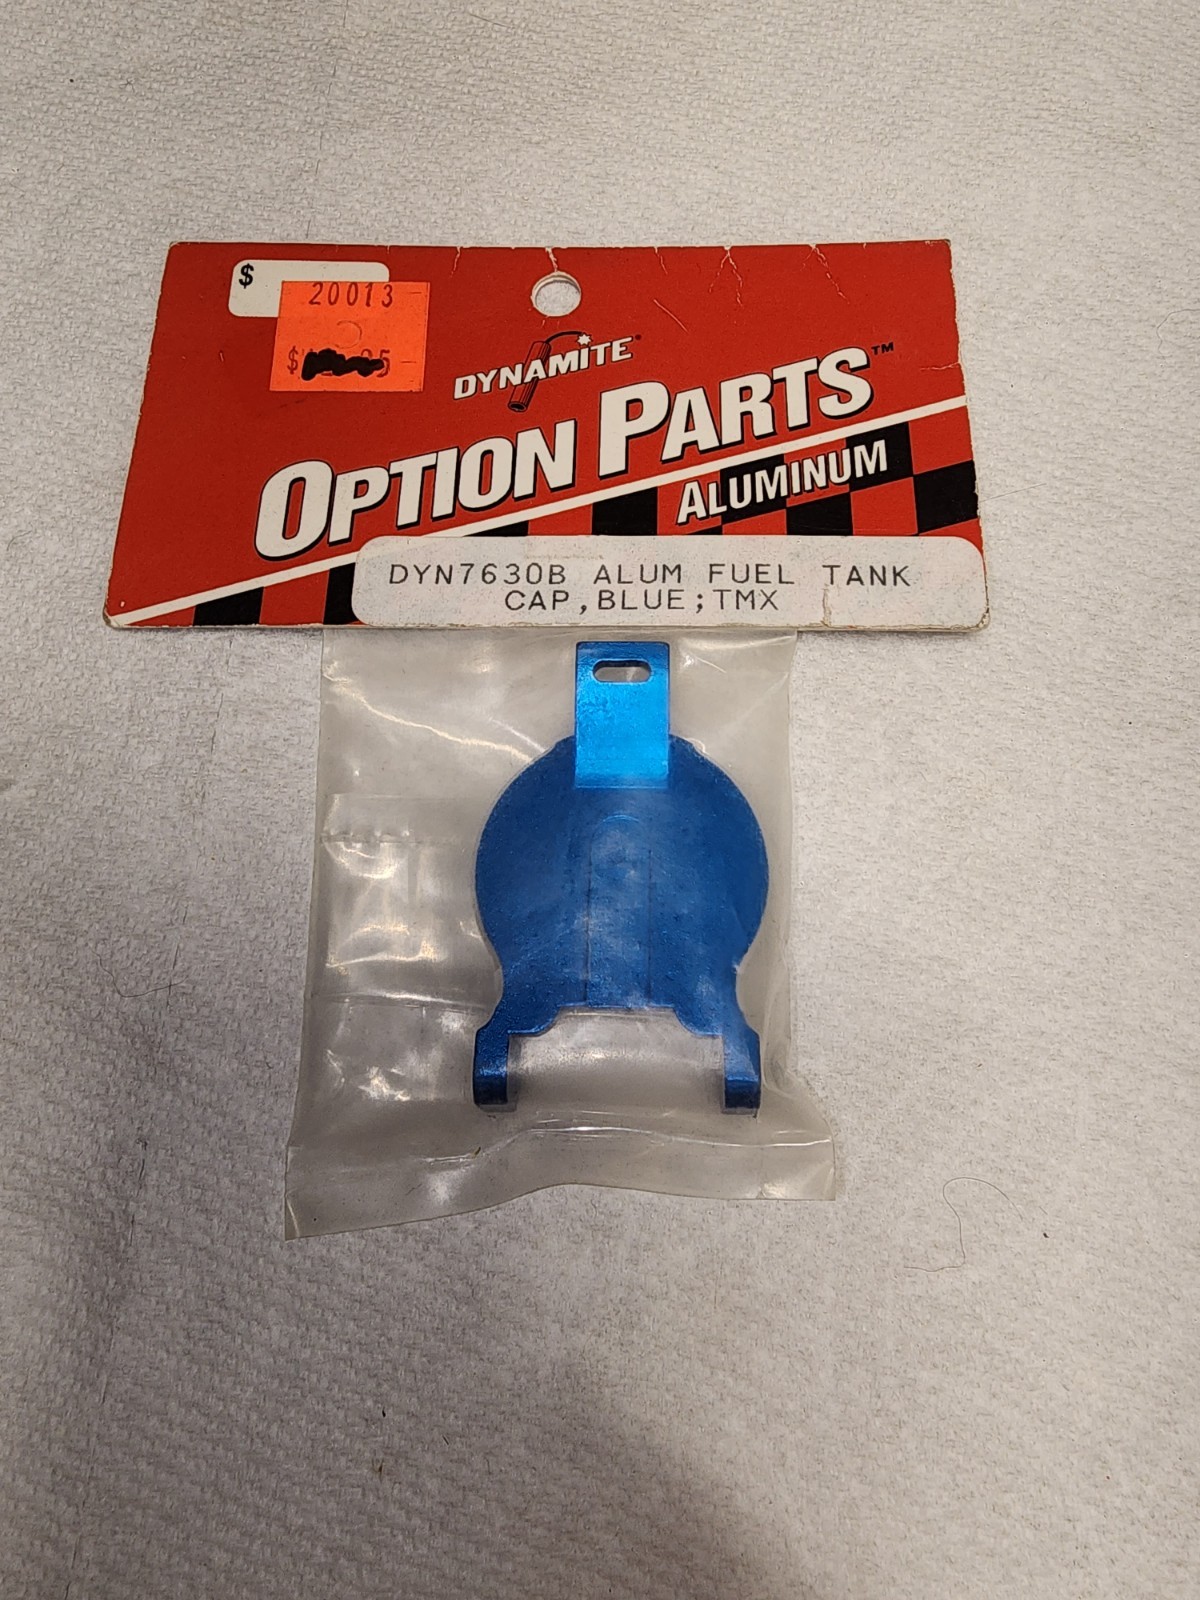 $
20013
DYNAMITE®
OPTION PARTS™
ALUMINUM
DYN7630B ALUM FUEL TANK
CAP,BLUE;TMX